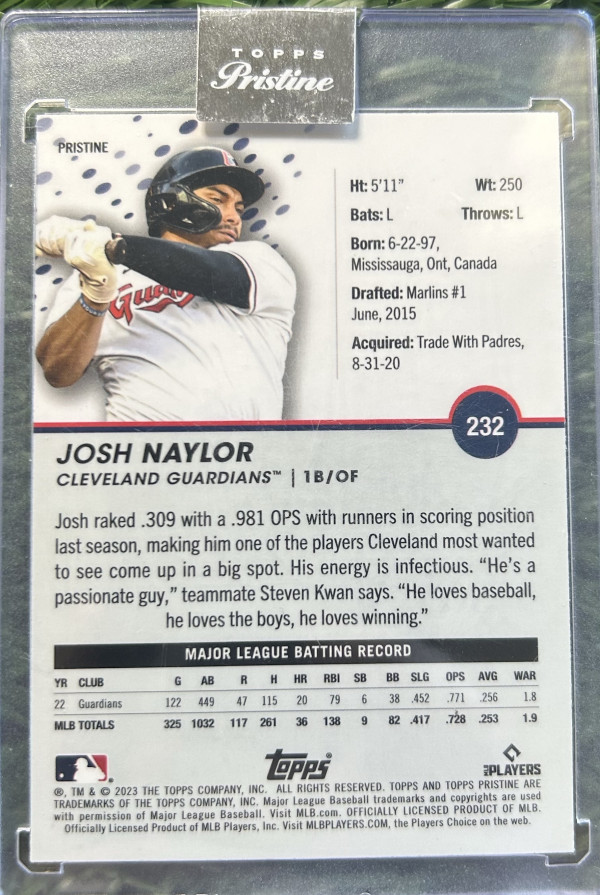 TOPPS
Pristine
PRISTINE
Ht: 5'11" Wt: 250
Bats: L Throws: L
Born: 6-22-97,
Mississauga, Ont, Canada
Drafted: Marlins #1
June, 2015
Acquired: Trade With Padres,
8-31-20
232
JOSH NAYLOR
CLEVELAND GUARDIANS™ | 1B/OF
Josh raked .309 with a .981 OPS with runners in scoring position
last season, making him one of the players Cleveland most wanted
to see come up in a big spot. His energy is infectious. “He’s a
passionate guy,” teammate Steven Kwan says. “He loves baseball,
he loves the boys, he loves winning.”
MAJOR LEAGUE BATTING RECORD
YR CLUB G AB R H HR RBI SB BB SLG OPS AVG WAR
22 Guardians 122 449 47 115 20 79 6 38 .452 .771 .256 1.8
MLB TOTALS 325 1032 117 261 36 138 9 82 .417 .728 .253 1.9
Topps®
MLB PLAYERS
®, TM & © 2023 THE TOPPS COMPANY, INC. ALL RIGHTS RESERVED. TOPPS AND TOPPS PRISTINE ARE
TRADEMARKS OF THE TOPPS COMPANY, INC. Major League Baseball trademarks and copyrights are used
with permission of Major League Baseball. Visit MLB.com. OFFICIALLY LICENSED PRODUCT OF MLB.
Officially Licensed Product of MLB Players, Inc. Visit MLBPLAYERS.COM, the Players Choice on the web.